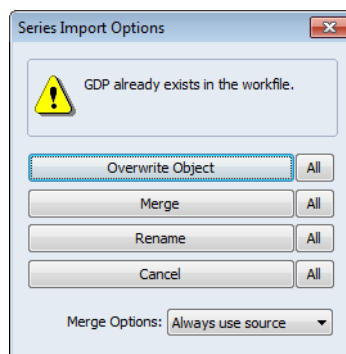 Series Import Options
GDP already exists in the workfile.
Overwrite Object All
Merge All
Rename All
Cancel All
Merge Options: Always use source